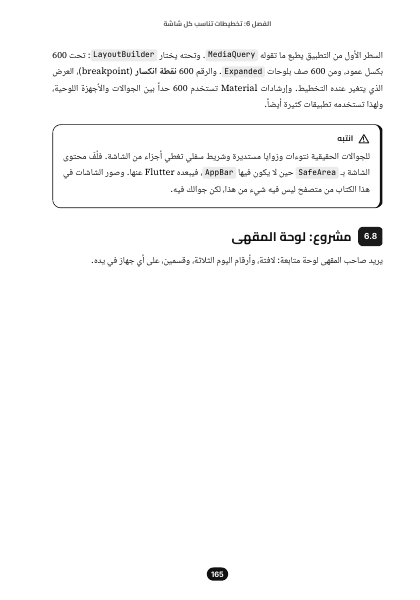 الفصل 6: تخطيطات تناسب كل شاشة
السطر الأول من التطبيق يطبع ما تقوله MediaQuery. وتحته يختار LayoutBuilder: تحت 600
بكسل عمود، ومن 600 صف بلوحات Expanded. والرقم 600 نقطة انكسار (breakpoint)، العرض
الذي يتغير عنده التخطيط. وإرشادات Material تستخدم 600 حداً بين الجوالات والأجهزة اللوحية،
ولهذا تستخدمه تطبيقات كثيرة أيضاً.
انتبه
للجوالات الحقيقية نتوءات وزوايا مستديرة وشريط سفلي تغطي أجزاء من الشاشة. فلُفّ محتوى
الشاشة بـ SafeArea حين لا يكون فيها AppBar، فيبعده Flutter عنها. وصور الشاشات في
هذا الكتاب من متصفح ليس فيه شيء من هذا، لكن جوالك فيه.
6.8 مشروع: لوحة المقهى
يريد صاحب المقهى لوحة متابعة: لافتة، وأرقام اليوم الثلاثة، وقسمين، على أي جهاز في يده.
165